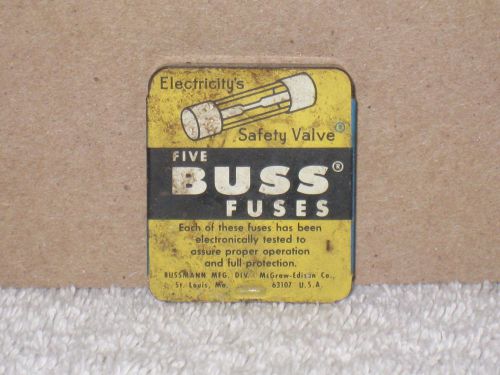 Electricity's
Safety Valve®
FIVE
BUSS®
FUSES
Each of these fuses has been
electronically tested to
assure proper operation
and full protection.
BUSSMANN MFG. DIV. McGraw-Edison Co.,
St. Louis, Mo. 63107 U.S.A.